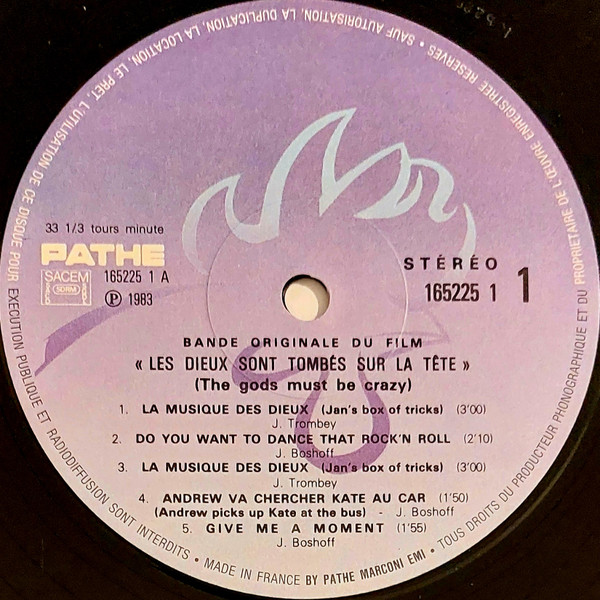 TOUS DROITS DU PRODUCTEUR PHONOGRAPHIQUE ET DU PROPRIETAIRE DE L'ŒUVRE ENREGISTREE RESERVES • SAUF AUTORISATION, LA DUPLICATION, LA LOCATION, LE PRET, L'UTILISATION DE CE DISQUE POUR EXECUTION PUBLIQUE ET RADIODIFFUSION SONT INTERDITS • MADE IN FRANCE BY PATHE MARCONI EMI •
33 1/3 tours minute
PATHE
SACEM
SDRM
165225 1 A
Ⓟ 1983
STÉRÉO
165225 1
1
BANDE ORIGINALE DU FILM
« LES DIEUX SONT TOMBÉS SUR LA TÊTE »
(The gods must be crazy)
1. LA MUSIQUE DES DIEUX (Jan's box of tricks) (3'00)
J. Trombey
2. DO YOU WANT TO DANCE THAT ROCK'N ROLL (2'10)
J. Boshoff
3. LA MUSIQUE DES DIEUX (Jan's box of tricks) (3'00)
J. Trombey
4. ANDREW VA CHERCHER KATE AU CAR (1'50)
(Andrew picks up Kate at the bus) - J. Boshoff
5. GIVE ME A MOMENT (1'55)
J. Boshoff